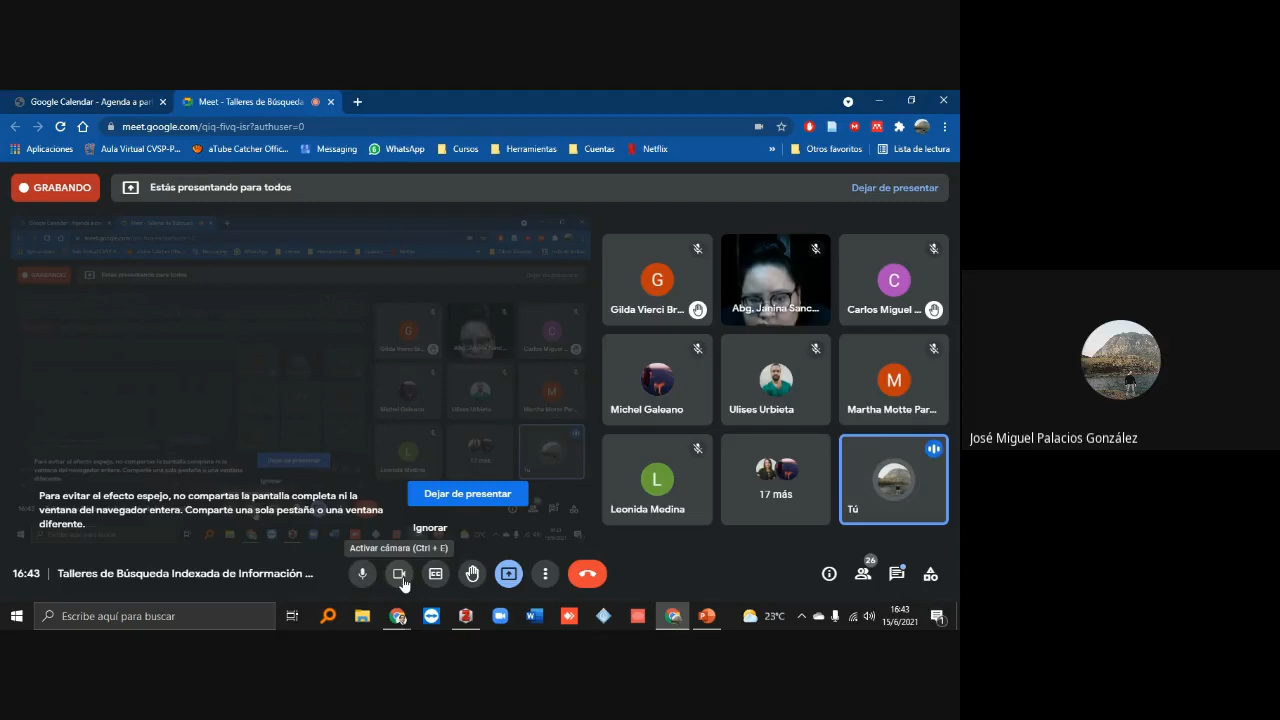 Google Calendar - Agenda a part
Meet - Talleres de Búsqueda
meet.google.com/qiq-fivq-isr?authuser=0
Aplicaciones
Aula Virtual CVSP-P...
aTube Catcher Offic...
Messaging
WhatsApp
Cursos
Herramientas
Cuentas
Netflix
»
Otros favoritos
Lista de lectura
GRABANDO
Estás presentando para todos
Dejar de presentar
G
Gilda Vierci Br...
Abg. Janina Sanc...
C
Carlos Miguel ...
Michel Galeano
Ulises Urbieta
M
Martha Motte Par...
L
Leonida Medina
17 más
Tú
Para evitar el efecto espejo, no compartas la pantalla completa ni la
ventana del navegador entera. Comparte una sola pestaña o una ventana
diferente.
Dejar de presentar
Ignorar
Activar cámara (Ctrl + E)
16:43 | Talleres de Búsqueda Indexada de Información ...
26
Escribe aquí para buscar
23°C
16:43
15/6/2021
1
José Miguel Palacios González